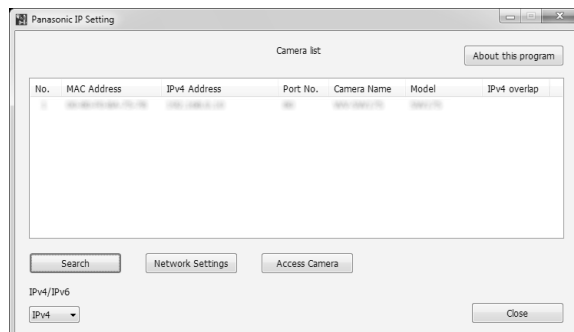 Panasonic IP Setting
Camera list
About this program
No. MAC Address IPv4 Address Port No. Camera Name Model IPv4 overlap
Search Network Settings Access Camera
IPv4/IPv6
IPv4
Close